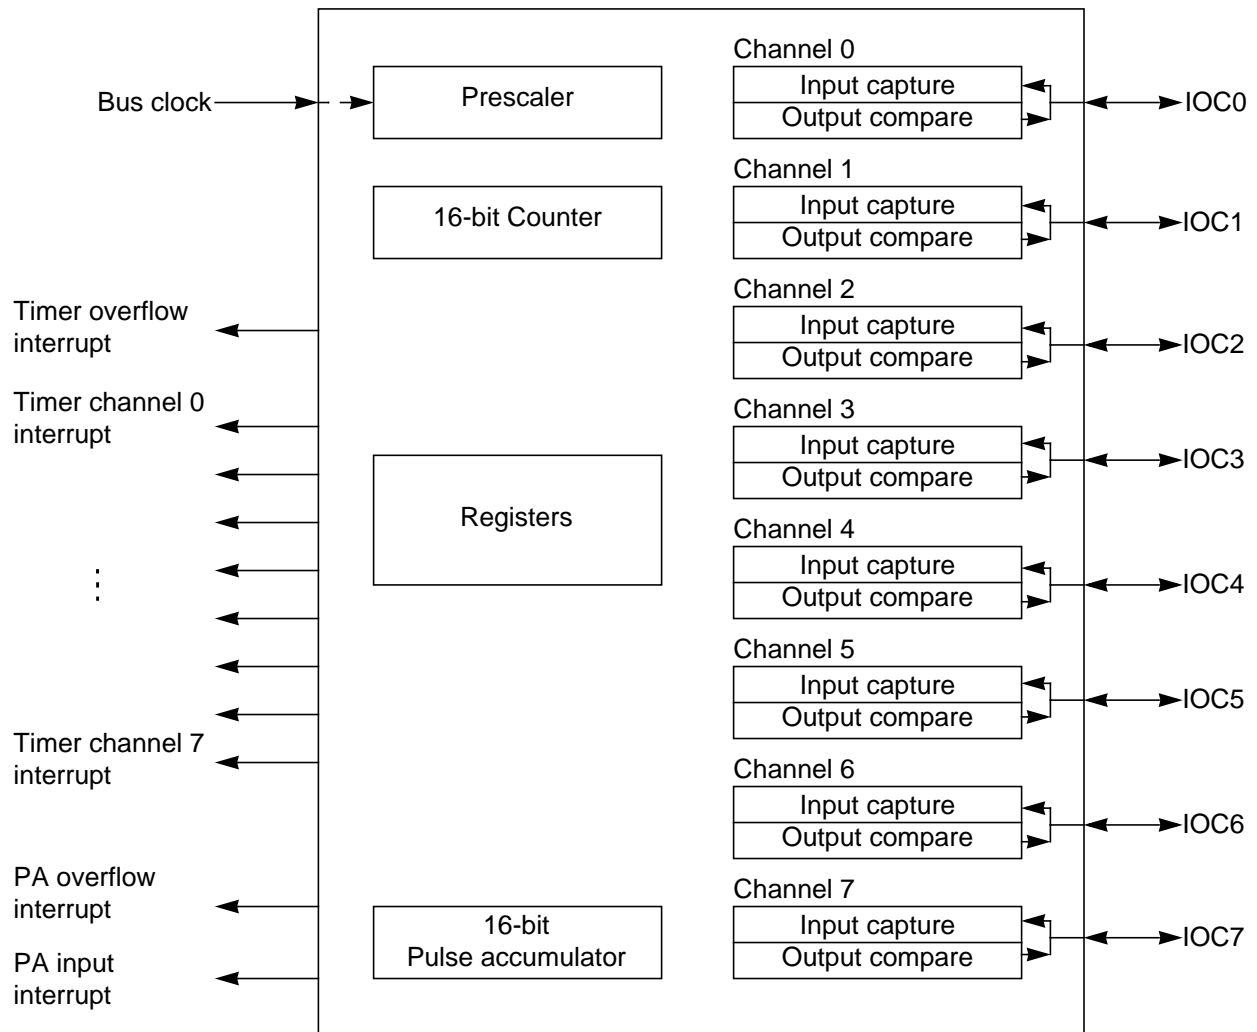 Bus clock
Timer overflow
interrupt
Timer channel 0
interrupt
Timer channel 7
interrupt
PA overflow
interrupt
PA input
interrupt
Prescaler
16-bit Counter
Registers
16-bit
Pulse accumulator
Channel 0
Input capture
Output compare
IOC0
Channel 1
Input capture
Output compare
IOC1
Channel 2
Input capture
Output compare
IOC2
Channel 3
Input capture
Output compare
IOC3
Channel 4
Input capture
Output compare
IOC4
Channel 5
Input capture
Output compare
IOC5
Channel 6
Input capture
Output compare
IOC6
Channel 7
Input capture
Output compare
IOC7